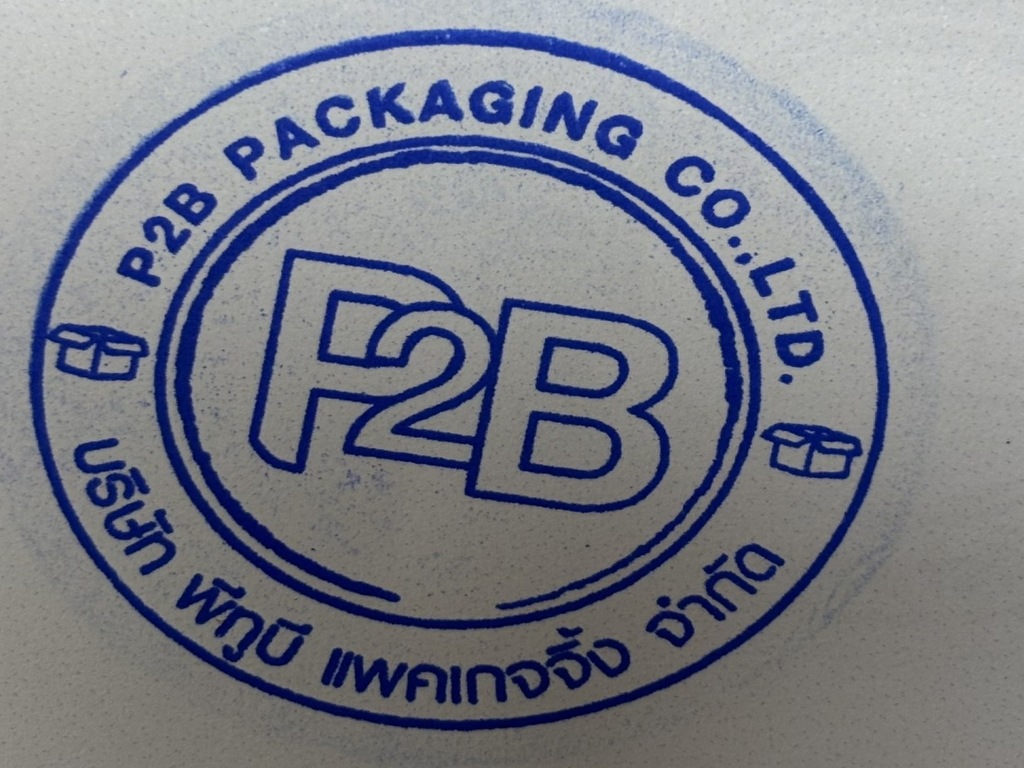 P2B PACKAGING CO.,LTD.
P2B
บริษัท พีทูบี แพคเกจจิ้ง จำกัด